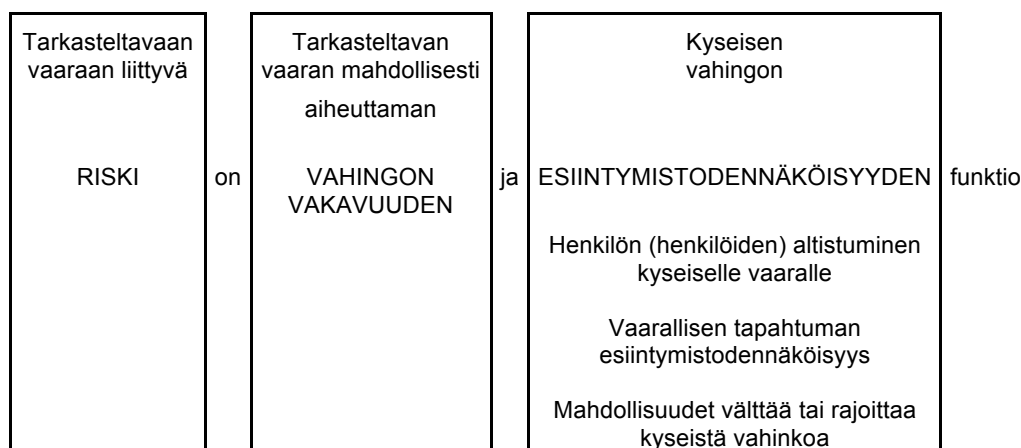 Tarkasteltavaan
vaaraan liittyvä
RISKI
on
Tarkasteltavan
vaaran mahdollisesti
aiheuttaman
VAHINGON
VAKAVUUDEN
ja
Kyseisen
vahingon
ESIINTYMISTODENNÄKÖISYYDEN
Henkilön (henkilöiden) altistuminen
kyseiselle vaaralle
Vaarallisen tapahtuman
esiintymistodennäköisyys
Mahdollisuudet välttää tai rajoittaa
kyseistä vahinkoa
funktio